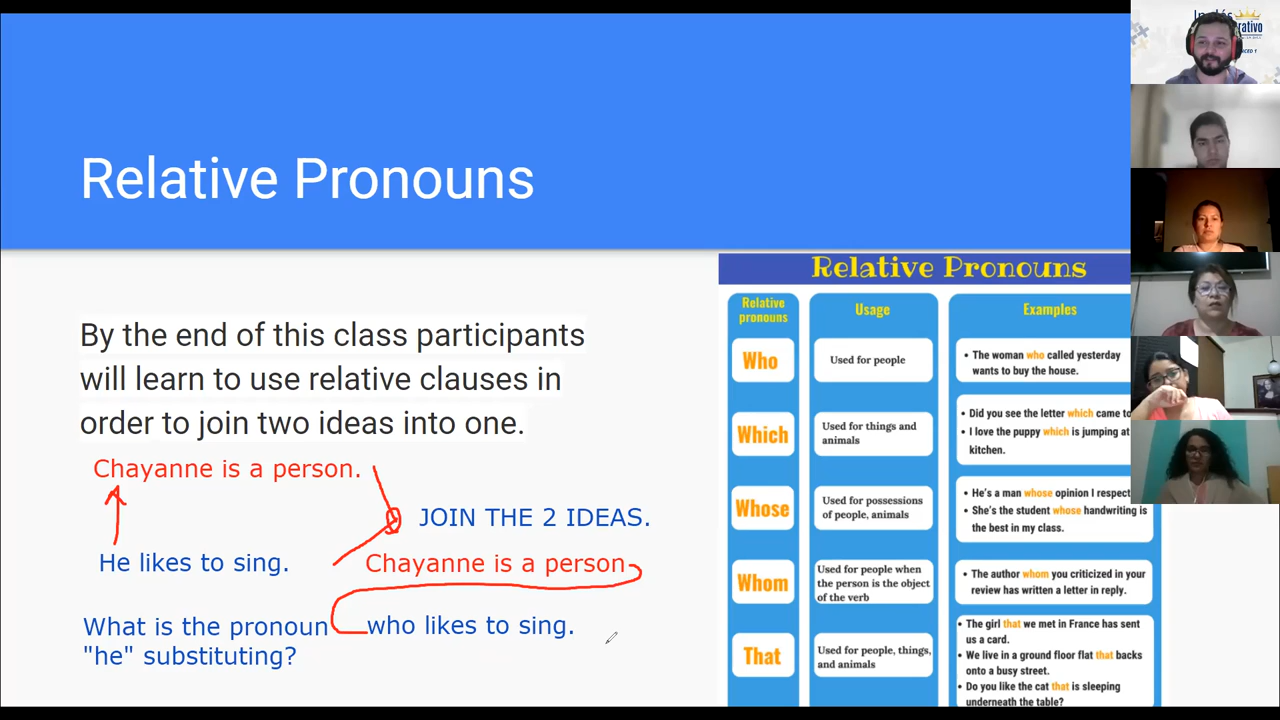 Relative Pronouns
By the end of this class participants
will learn to use relative clauses in
order to join two ideas into one.
Chayanne is a person.
JOIN THE 2 IDEAS.
He likes to sing.
Chayanne is a person
who likes to sing.
What is the pronoun
"he" substituting?
Relative Pronouns
Relative
pronouns
Usage
Examples
Who
Used for people
• The woman who called yesterday
wants to buy the house.
Which
Used for things and
animals
• Did you see the letter which came to
• I love the puppy which is jumping at
kitchen.
Whose
Used for possessions
of people, animals
• He's a man whose opinion I respect
• She's the student whose handwriting is
the best in my class.
Whom
Used for people when
the person is the object
of the verb
• The author whom you criticized in your
review has written a letter in reply.
That
Used for people, things,
and animals
• The girl that we met in France has sent
us a card.
• We live in a ground floor flat that backs
onto a busy street.
• Do you like the cat that is sleeping
underneath the table?